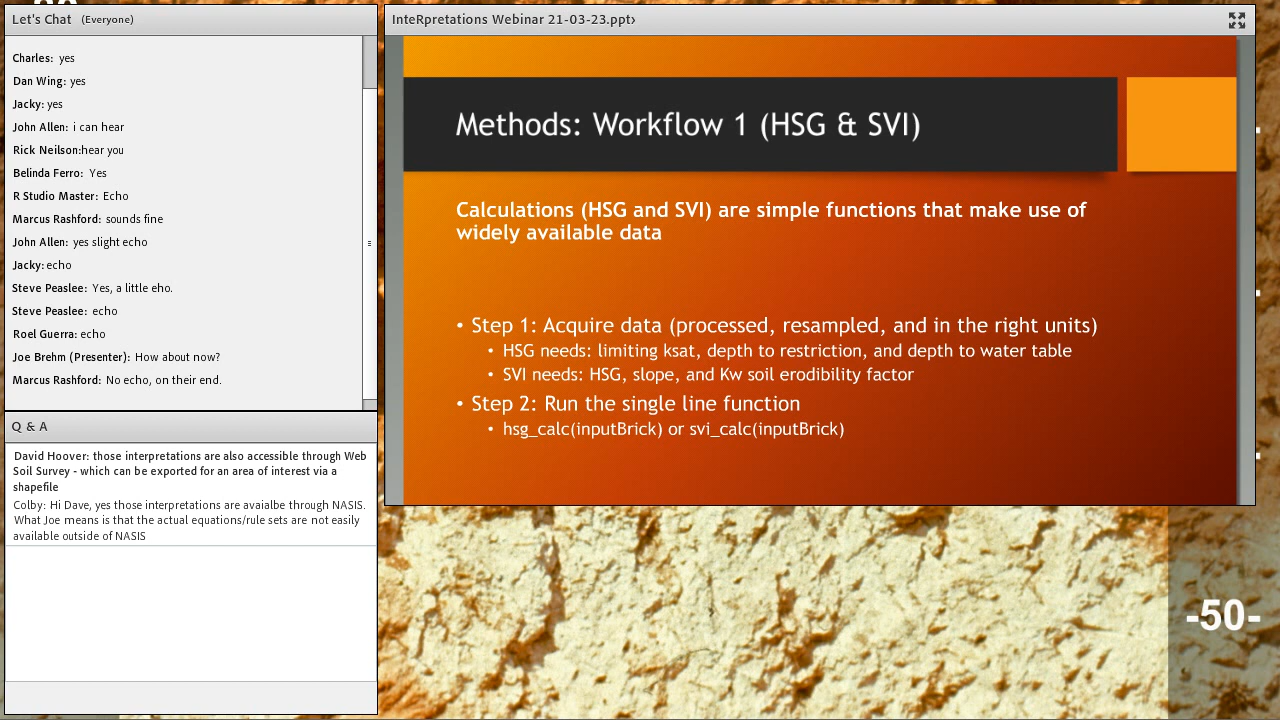 Let's Chat (Everyone)
Charles: yes
Dan Wing: yes
Jacky: yes
John Allen: i can hear
Rick Neilson:hear you
Belinda Ferro: Yes
R Studio Master: Echo
Marcus Rashford: sounds fine
John Allen: yes slight echo
Jacky: echo
Steve Peaslee: Yes, a little eho.
Steve Peaslee: echo
Roel Guerra: echo
Joe Brehm (Presenter): How about now?
Marcus Rashford: No echo, on their end.
Q & A
David Hoover: those interpretations are also accessible through Web
Soil Survey - which can be exported for an area of interest via a
shapefile
Colby: Hi Dave, yes those interpretations are avaialbe through NASIS.
What Joe means is that the actual equations/rule sets are not easily
available outside of NASIS
InteRpretations Webinar 21-03-23.ppt›
Methods: Workflow 1 (HSG & SVI)
Calculations (HSG and SVI) are simple functions that make use of
widely available data
• Step 1: Acquire data (processed, resampled, and in the right units)
• HSG needs: limiting ksat, depth to restriction, and depth to water table
• SVI needs: HSG, slope, and Kw soil erodibility factor
• Step 2: Run the single line function
• hsg_calc(inputBrick) or svi_calc(inputBrick)
-50-